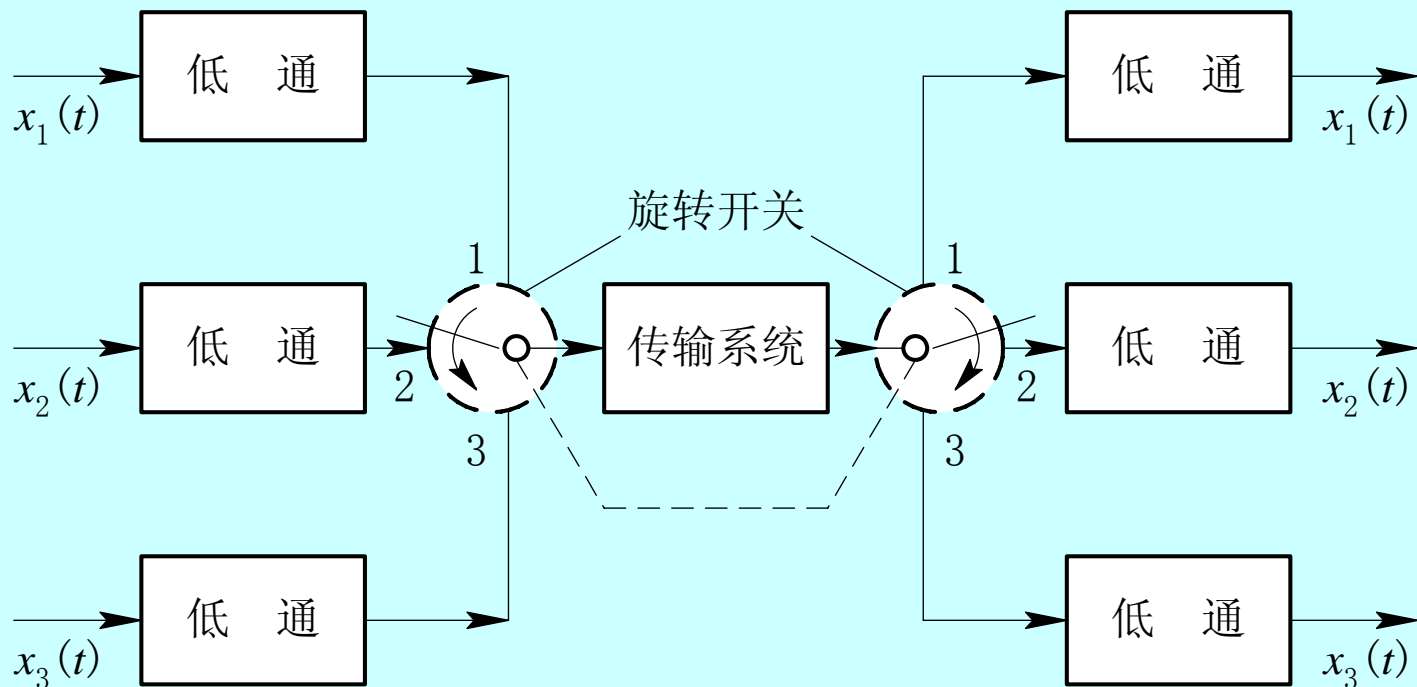 低 通
低 通
x₁(t)
x₁(t)
旋转开关
1
1
低 通
传输系统
低 通
x₂(t)
2
2
x₂(t)
3
3
低 通
低 通
x₃(t)
x₃(t)